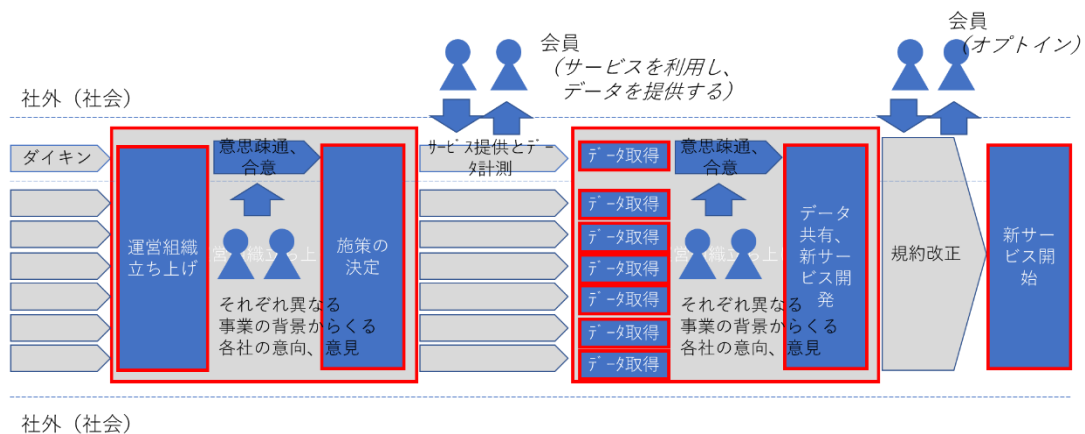 会員
(サービスを利用し、
データを提供する)
会員
(オプトイン)
社外（社会）
ダイキン
運営組織
立ち上げ
意思疎通、
合意
施策の
決定
それぞれ異なる
事業の背景からくる
各社の意向、意見
サービス提供とデー
タ計測
データ取得
データ取得
データ取得
データ取得
データ取得
データ取得
データ取得
意思疎通、
合意
それぞれ異なる
事業の背景からくる
各社の意向、意見
データ
共有、
新サー
ビス開
発
規約改正
新サー
ビス開
始
社外（社会）